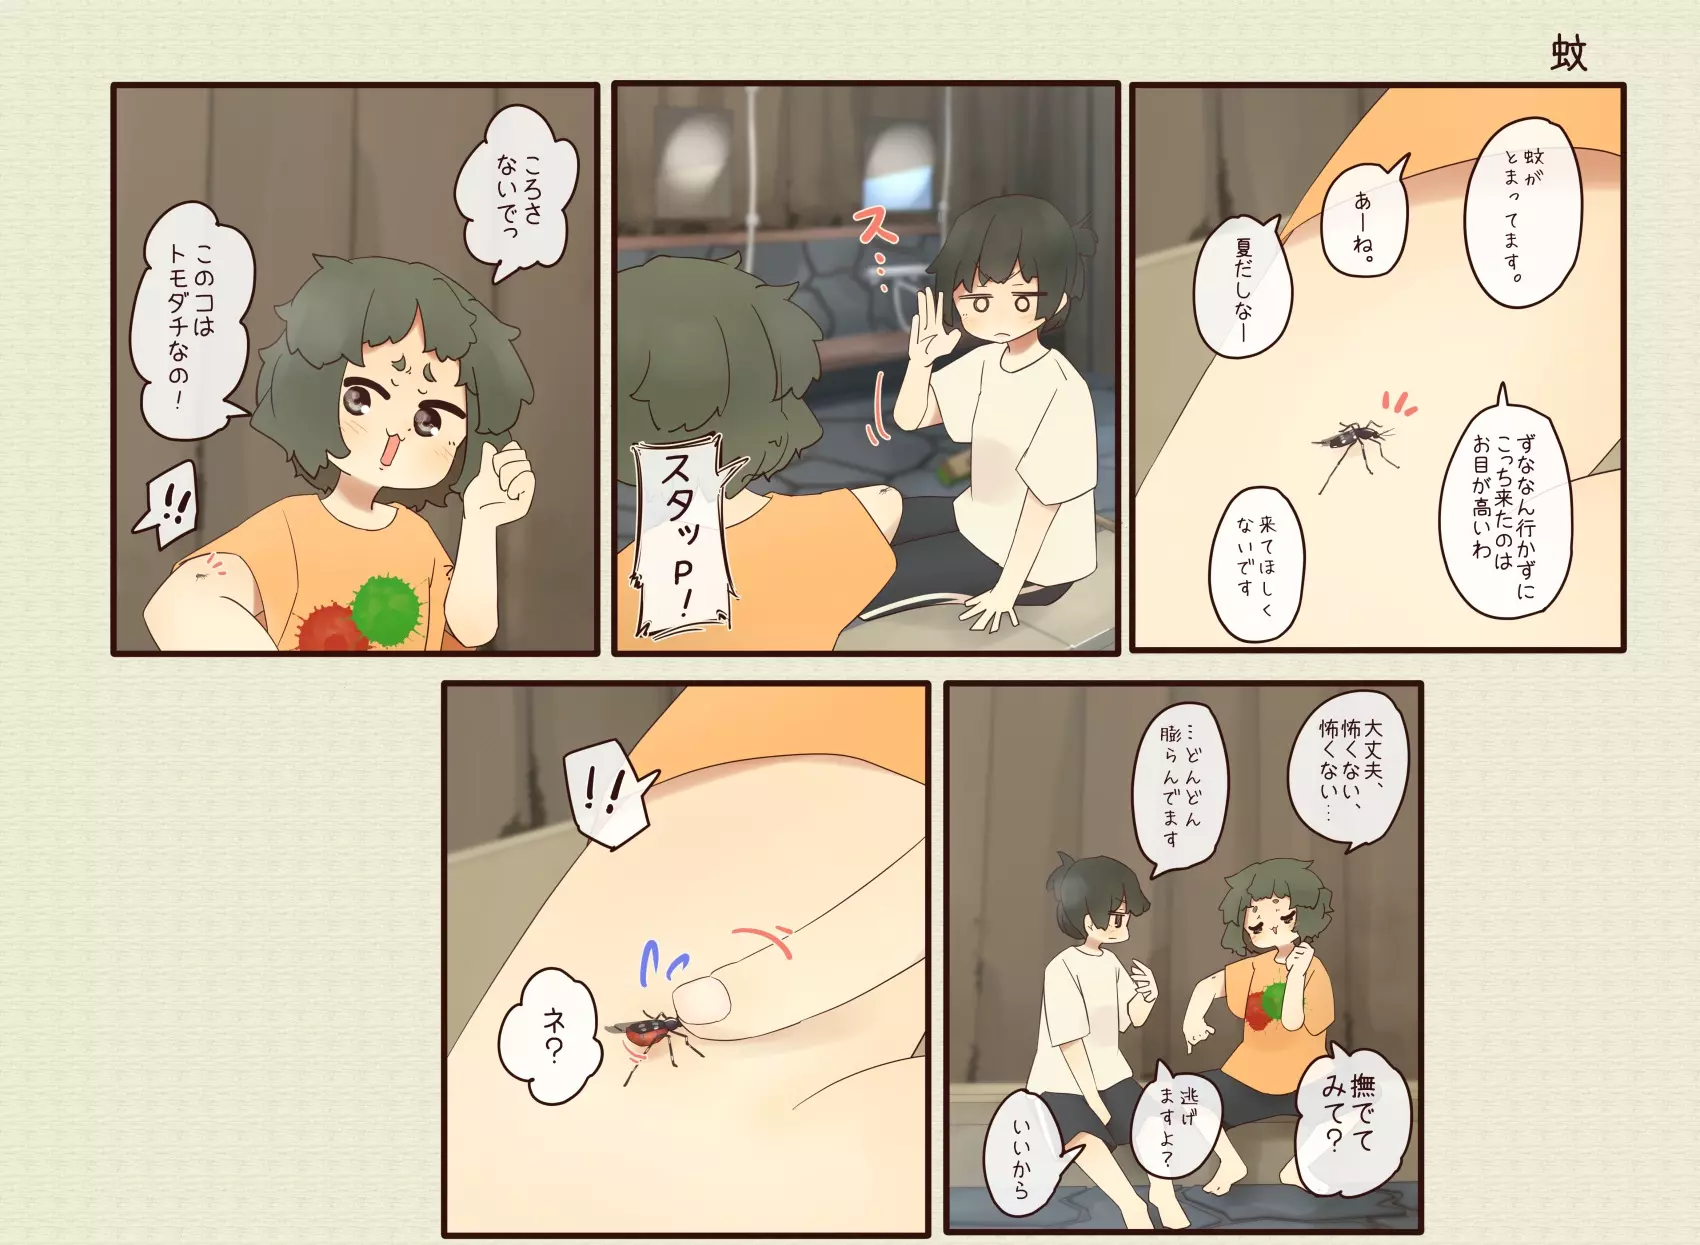 蚊
蚊が
とまってます。
あーね。
夏だしなー
ずななん行かずに
こっち来たのは
お目が高いわ
来てほしく
ないです
ス…
スタッP!
ころさ
ないでっ
このコは
トモダチなの!
!!
大丈夫、
怖くない、
怖くない…
…どんどん
膨らんでます
撫でて
みて?
逃げ
ますよ?
いいから
!!
ネ?